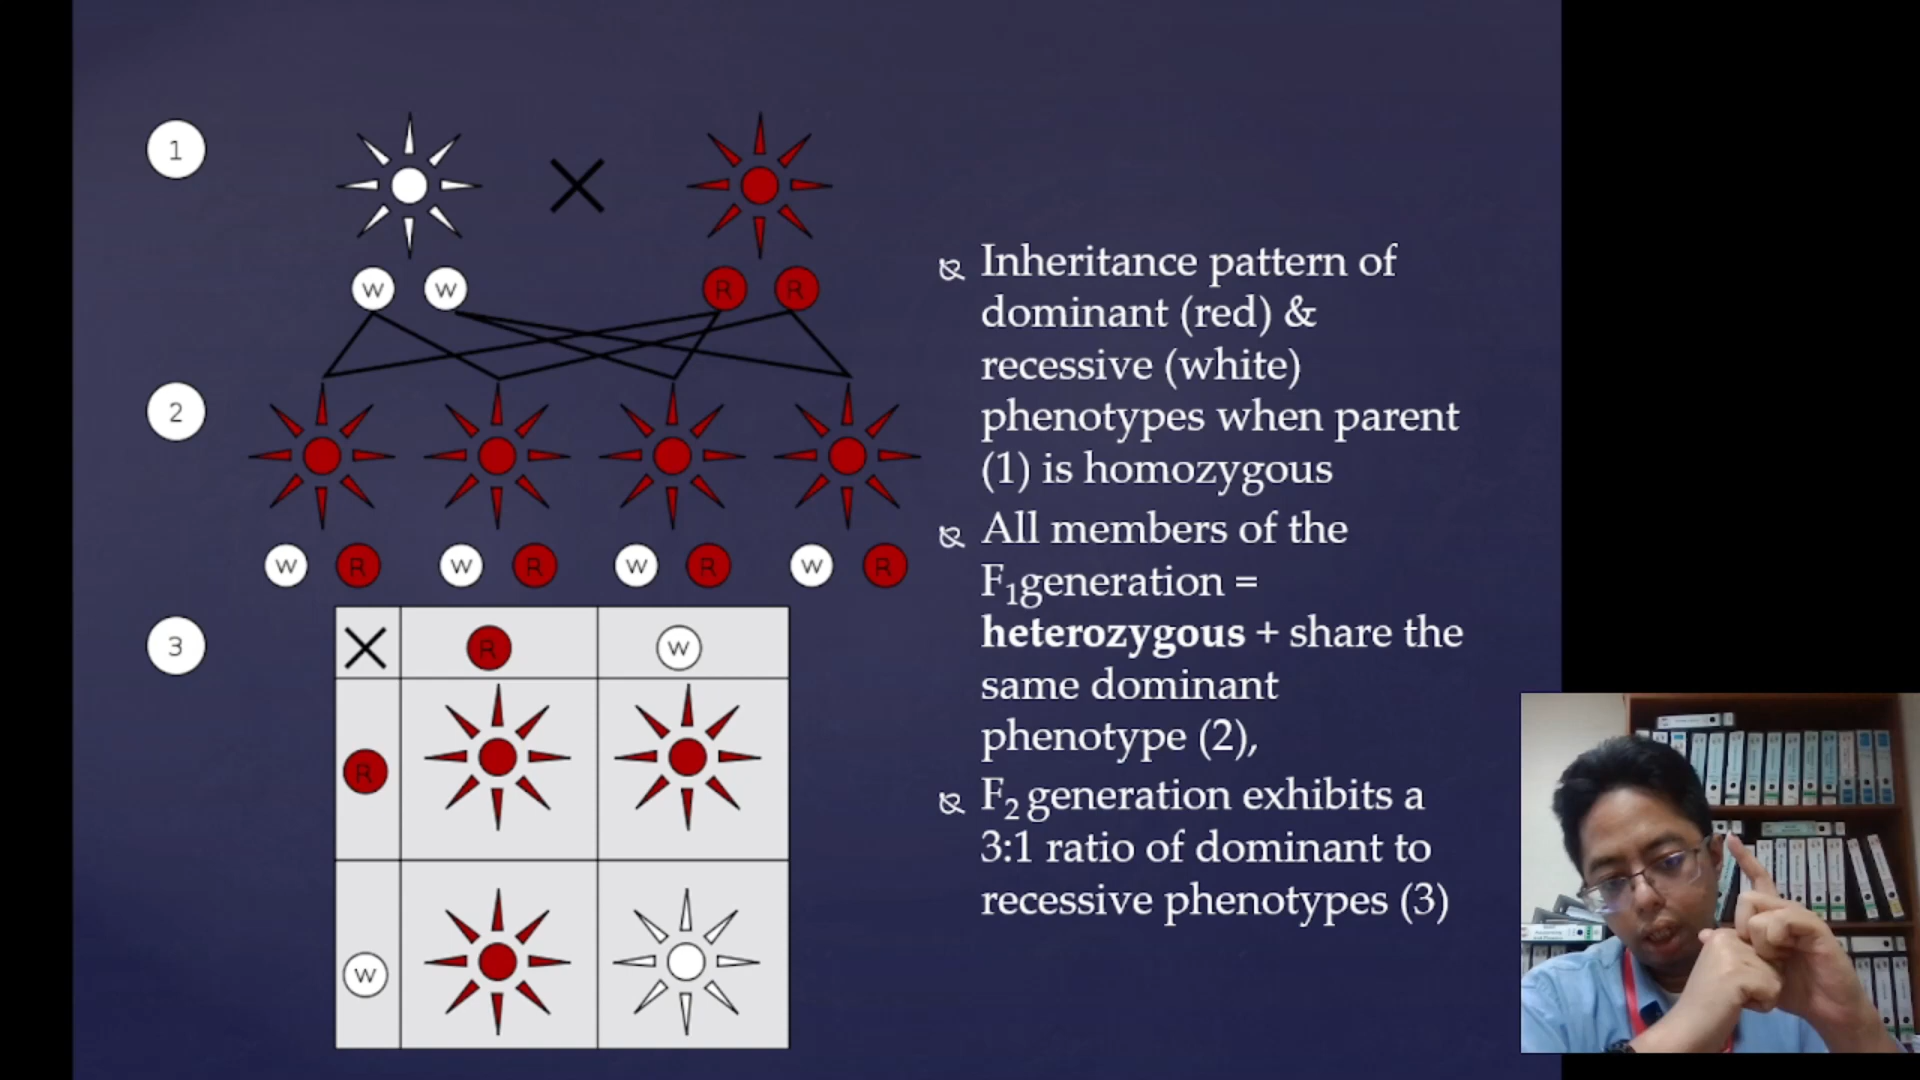 1
w w R R
2
w R w R w R w R
3
R w
R
w
Inheritance pattern of
dominant (red) &
recessive (white)
phenotypes when parent
(1) is homozygous
All members of the
F₁generation =
heterozygous + share the
same dominant
phenotype (2),
F₂ generation exhibits a
3:1 ratio of dominant to
recessive phenotypes (3)